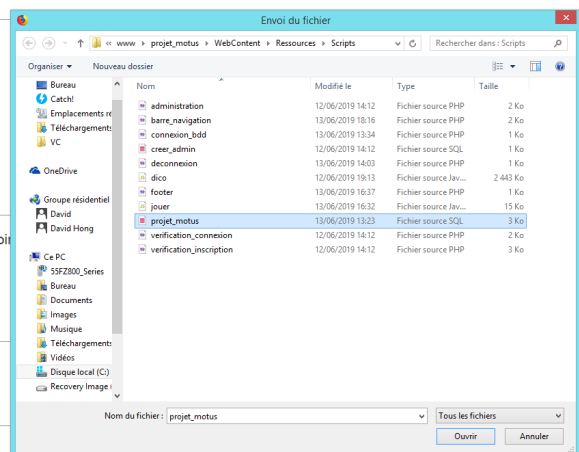 Envoi du fichier
« www ▸ projet_motus ▸ WebContent ▸ Ressources ▸ Scripts
Rechercher dans : Scripts
Organiser
Nouveau dossier
Nom Modifié le Type Taille
Bureau
Catch!
Emplacements ré
Téléchargements
VC
OneDrive
Groupe résidentiel
David
David Hong
Ce PC
55FZ800_Series
Bureau
Documents
Images
Musique
Téléchargements
Vidéos
Disque local (C:)
Recovery Image (
administration 12/06/2019 14:12 Fichier source PHP 2 Ko
barre_navigation 13/06/2019 18:16 Fichier source PHP 2 Ko
connexion_bdd 13/06/2019 13:34 Fichier source PHP 1 Ko
creer_admin 12/06/2019 14:12 Fichier source SQL 1 Ko
deconnexion 12/06/2019 14:03 Fichier source PHP 1 Ko
dico 12/06/2019 19:13 Fichier source Jav... 2 443 Ko
footer 13/06/2019 16:37 Fichier source PHP 1 Ko
jouer 13/06/2019 16:32 Fichier source Jav... 15 Ko
projet_motus 13/06/2019 13:23 Fichier source SQL 3 Ko
verification_connexion 12/06/2019 14:12 Fichier source PHP 2 Ko
verification_inscription 12/06/2019 14:12 Fichier source PHP 3 Ko
Nom du fichier : projet_motus
Tous les fichiers
Ouvrir
Annuler